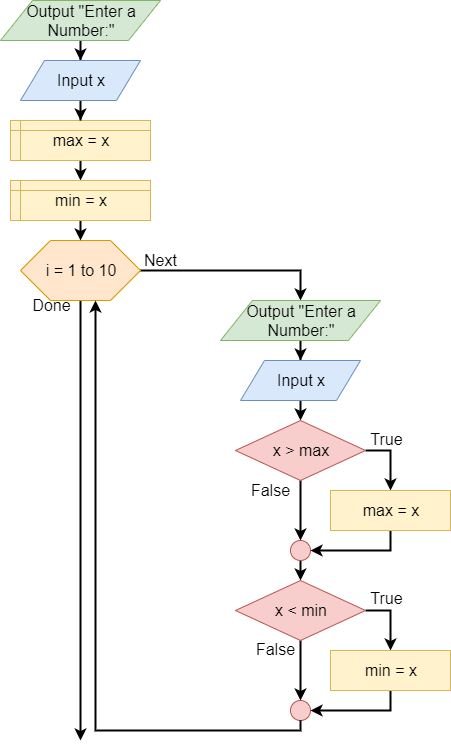 Output "Enter a
Number:"
Input x
max = x
min = x
i = 1 to 10
Next
Done
Output "Enter a
Number:"
Input x
x > max
True
False
max = x
x < min
True
False
min = x